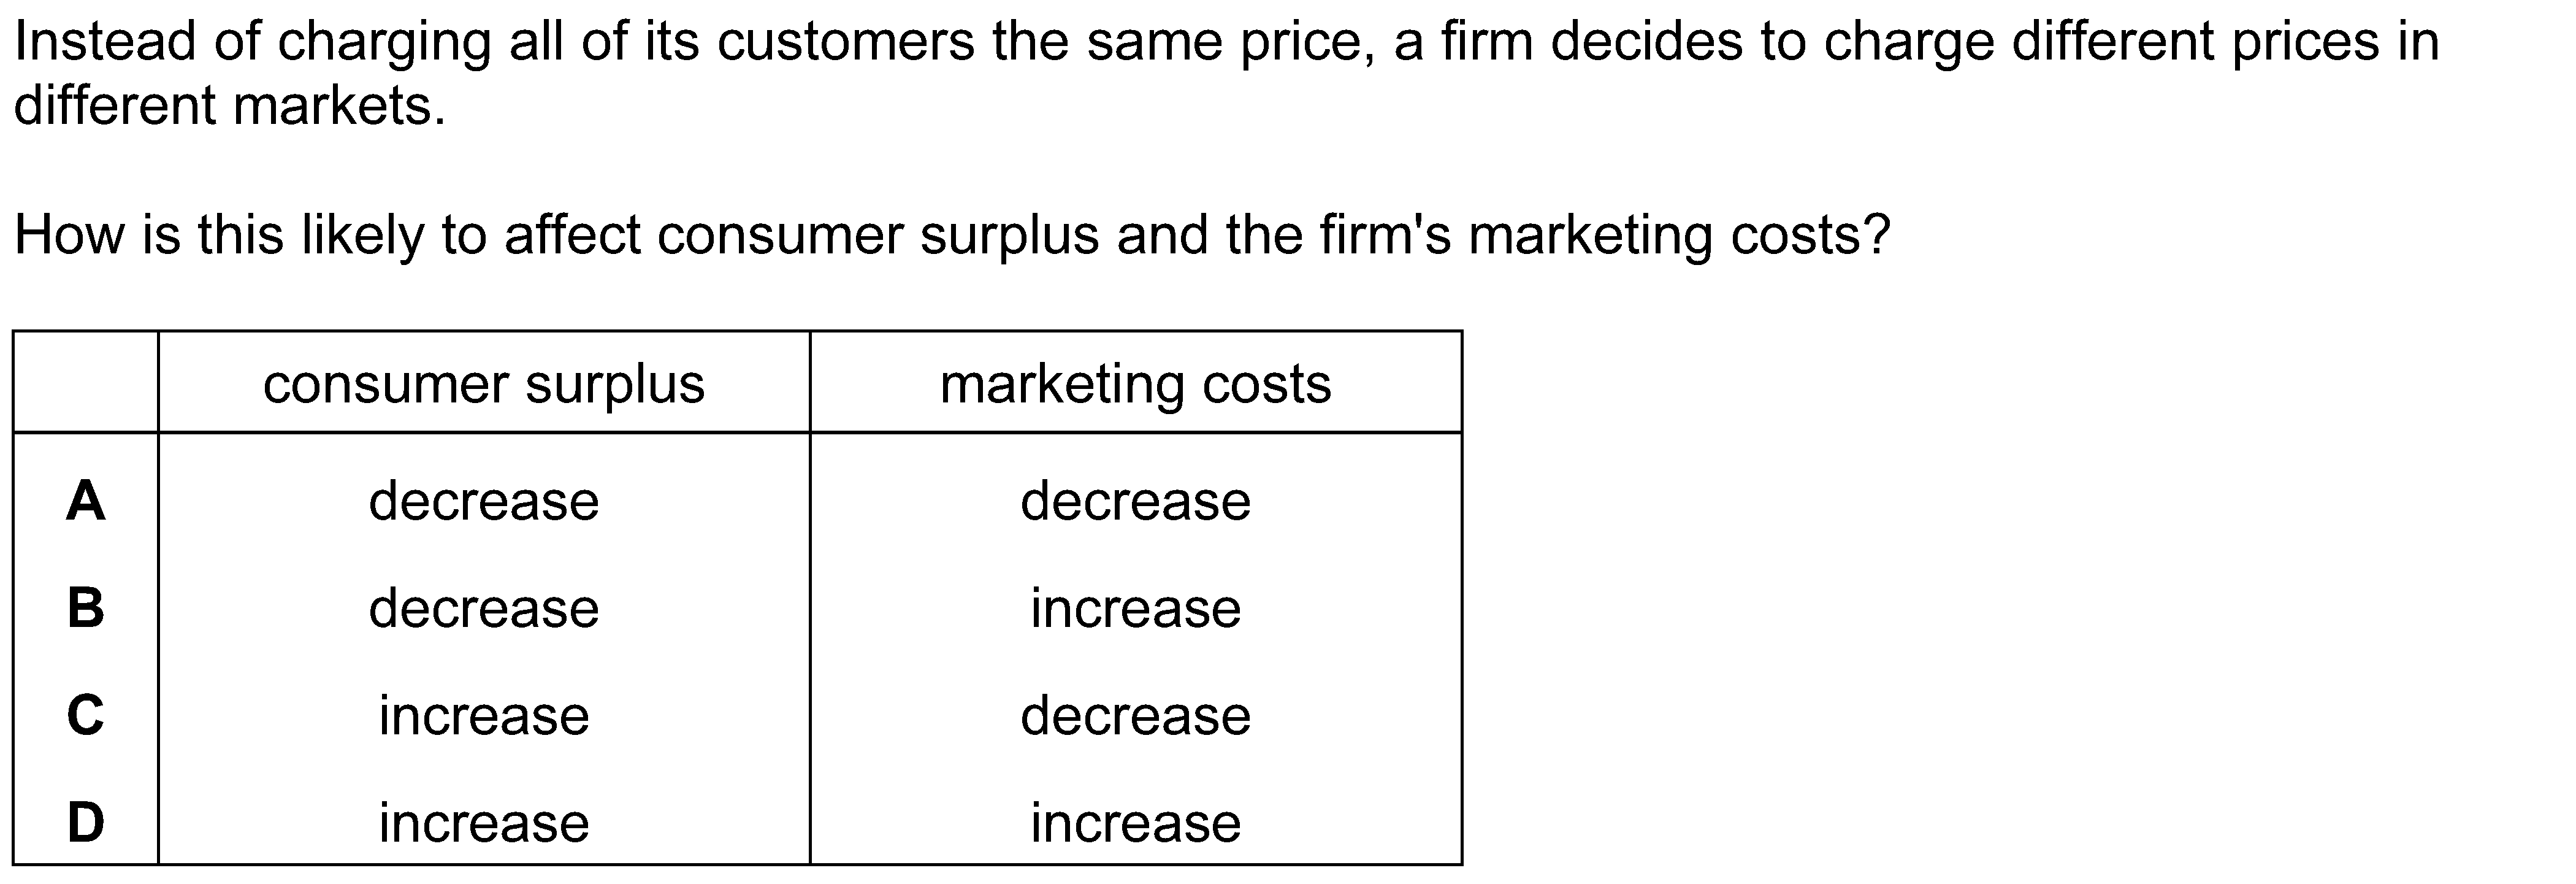 Instead of charging all of its customers the same price, a firm decides to charge different prices in
different markets.
How is this likely to affect consumer surplus and the firm's marketing costs?
consumer surplus marketing costs
A decrease decrease
B decrease increase
C increase decrease
D increase increase